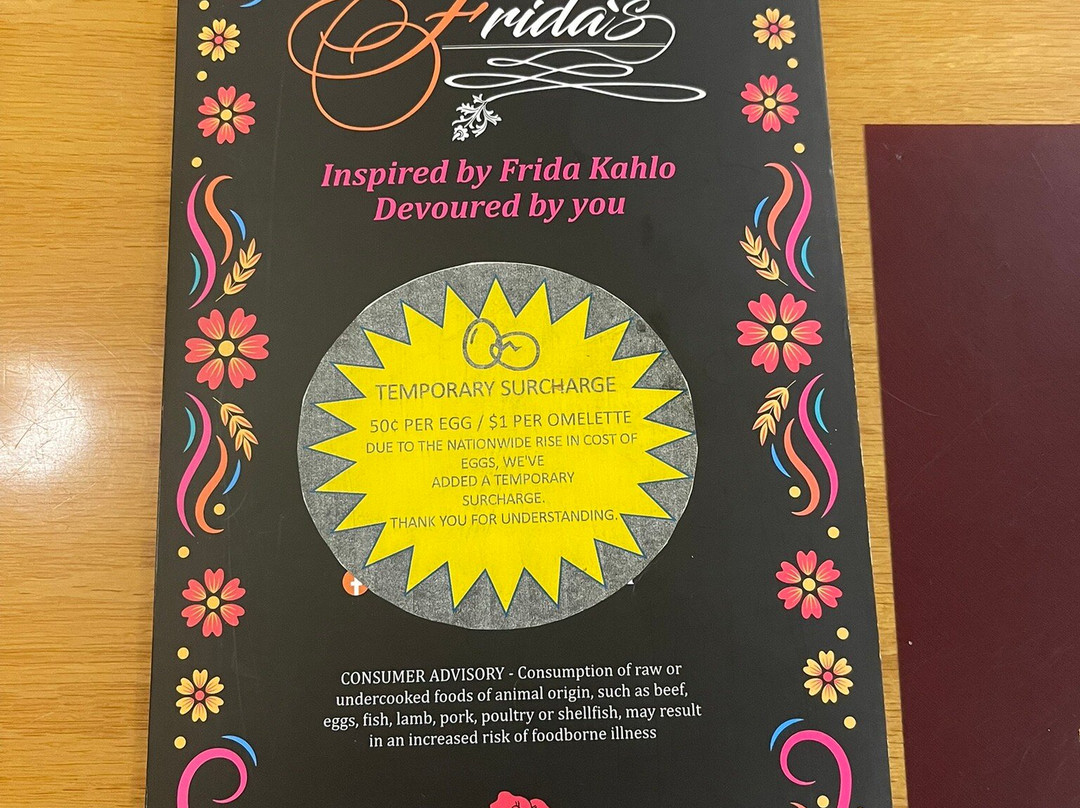 Frida's
Inspired by Frida Kahlo
Devoured by you
TEMPORARY SURCHARGE
50¢ PER EGG / $1 PER OMELETTE
DUE TO THE NATIONWIDE RISE IN COST OF
EGGS, WE'VE
ADDED A TEMPORARY
SURCHARGE.
THANK YOU FOR UNDERSTANDING.
CONSUMER ADVISORY - Consumption of raw or
undercooked foods of animal origin, such as beef,
eggs, fish, lamb, pork, poultry or shellfish, may result
in an increased risk of foodborne illness